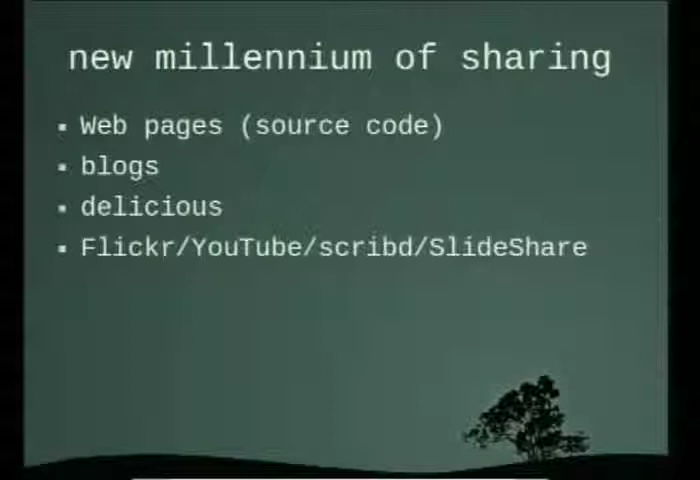 new millennium of sharing
Web pages (source code)
blogs
delicious
Flickr/YouTube/scribd/SlideShare